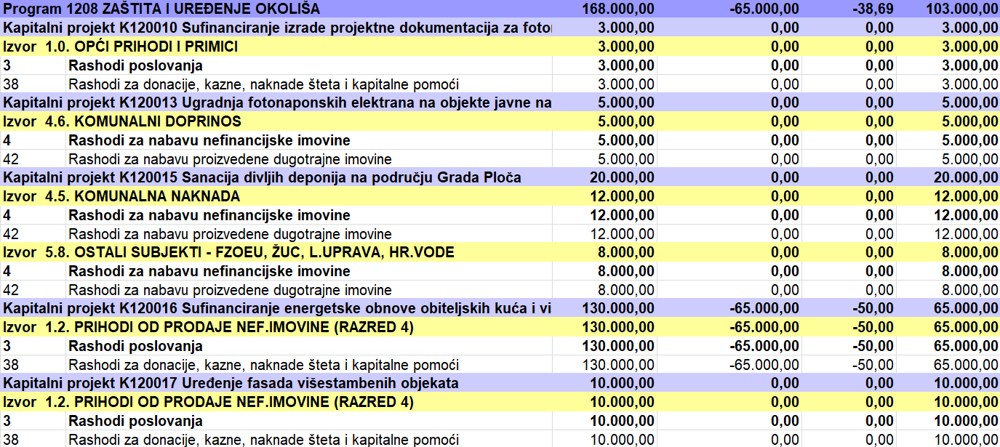 Program 1208 ZAŠTITA I UREĐENJE OKOLIŠA 168.000,00 -65.000,00 -38,69 103.000,00
Kapitalni projekt K120010 Sufinanciranje izrade projektne dokumentacija za foto 3.000,00 0,00 0,00 3.000,00
Izvor 1.0. OPĆI PRIHODI I PRIMICI 3.000,00 0,00 0,00 3.000,00
3 Rashodi poslovanja 3.000,00 0,00 0,00 3.000,00
38 Rashodi za donacije, kazne, naknade šteta i kapitalne pomoći 3.000,00 0,00 0,00 3.000,00
Kapitalni projekt K120013 Ugradnja fotonaponskih elektrana na objekte javne na 5.000,00 0,00 0,00 5.000,00
Izvor 4.6. KOMUNALNI DOPRINOS 5.000,00 0,00 0,00 5.000,00
4 Rashodi za nabavu nefinancijske imovine 5.000,00 0,00 0,00 5.000,00
42 Rashodi za nabavu proizvedene dugotrajne imovine 5.000,00 0,00 0,00 5.000,00
Kapitalni projekt K120015 Sanacija divljih deponija na području Grada Ploča 20.000,00 0,00 0,00 20.000,00
Izvor 4.5. KOMUNALNA NAKNADA 12.000,00 0,00 0,00 12.000,00
4 Rashodi za nabavu nefinancijske imovine 12.000,00 0,00 0,00 12.000,00
42 Rashodi za nabavu proizvedene dugotrajne imovine 12.000,00 0,00 0,00 12.000,00
Izvor 5.8. OSTALI SUBJEKTI - FZOEU, ŽUC, L.UPRAVA, HR.VODE 8.000,00 0,00 0,00 8.000,00
4 Rashodi za nabavu nefinancijske imovine 8.000,00 0,00 0,00 8.000,00
42 Rashodi za nabavu proizvedene dugotrajne imovine 8.000,00 0,00 0,00 8.000,00
Kapitalni projekt K120016 Sufinanciranje energetske obnove obiteljskih kuća i vi 130.000,00 -65.000,00 -50,00 65.000,00
Izvor 1.2. PRIHODI OD PRODAJE NEF.IMOVINE (RAZRED 4) 130.000,00 -65.000,00 -50,00 65.000,00
3 Rashodi poslovanja 130.000,00 -65.000,00 -50,00 65.000,00
38 Rashodi za donacije, kazne, naknade šteta i kapitalne pomoći 130.000,00 -65.000,00 -50,00 65.000,00
Kapitalni projekt K120017 Uređenje fasada višestambenih objekata 10.000,00 0,00 0,00 10.000,00
Izvor 1.2. PRIHODI OD PRODAJE NEF.IMOVINE (RAZRED 4) 10.000,00 0,00 0,00 10.000,00
3 Rashodi poslovanja 10.000,00 0,00 0,00 10.000,00
38 Rashodi za donacije, kazne, naknade šteta i kapitalne pomoći 10.000,00 0,00 0,00 10.000,00